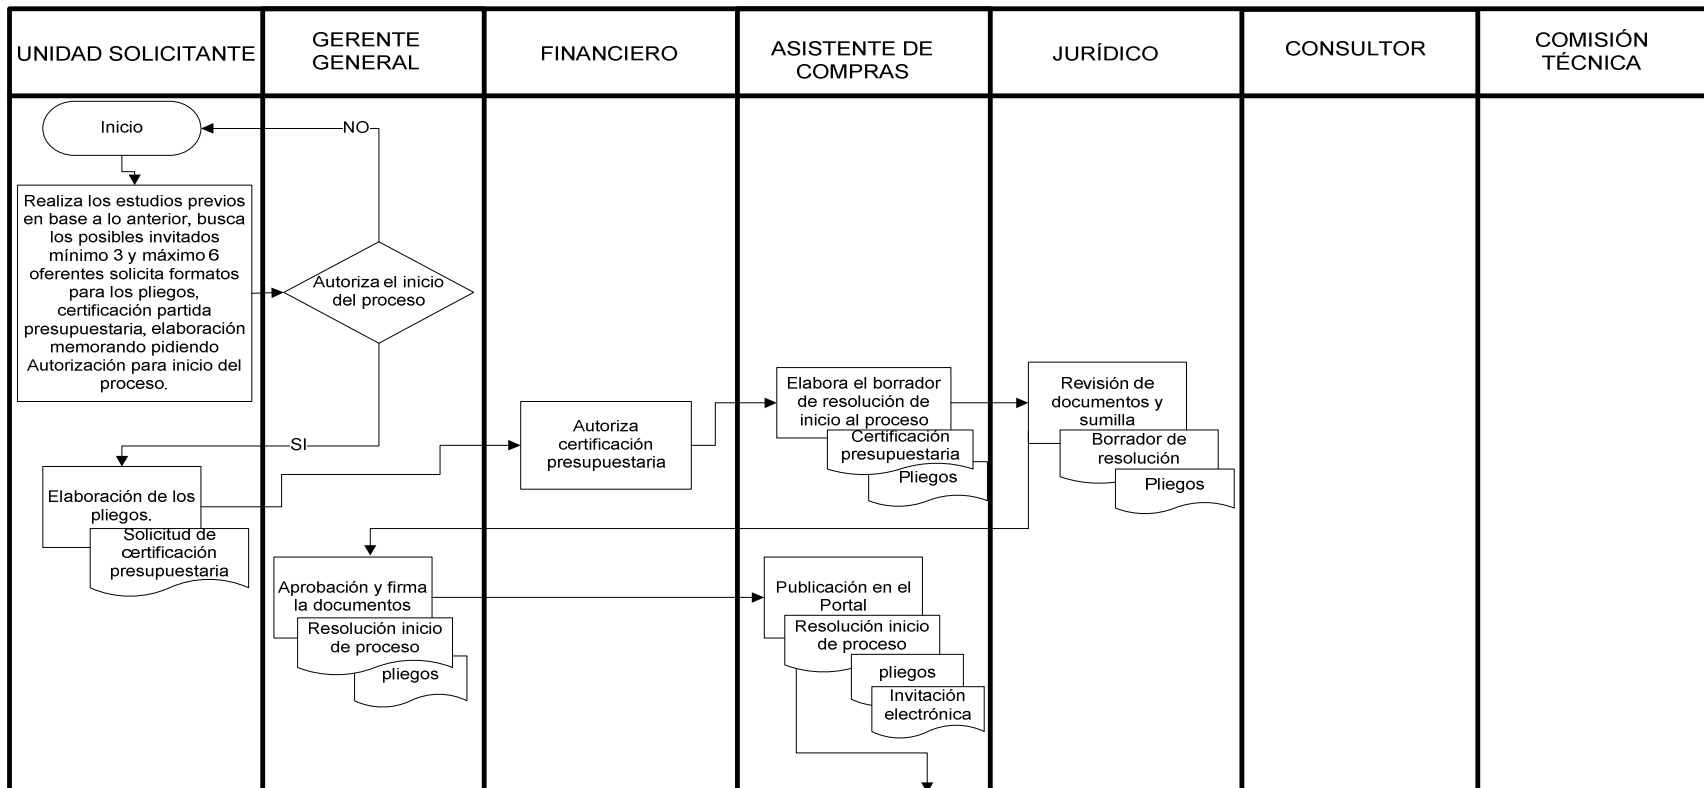 UNIDAD SOLICITANTE
GERENTE
GENERAL
FINANCIERO
ASISTENTE DE
COMPRAS
JURÍDICO
CONSULTOR
COMISIÓN
TÉCNICA
Inicio
NO
Realiza los estudios previos
en base a lo anterior, busca
los posibles invitados
mínimo 3 y máximo 6
oferentes solicita formatos
para los pliegos,
certificación partida
presupuestaria, elaboración
memorando pidiendo
Autorización para inicio del
proceso.
Autoriza el inicio
del proceso
SI
Elaboración de los
pliegos.
Solicitud de
certificación
presupuestaria
Autoriza
certificación
presupuestaria
Elabora el borrador
de resolución de
inicio al proceso
Certificación
presupuestaria
Pliegos
Revisión de
documentos y
sumilla
Borrador de
resolución
Pliegos
Aprobación y firma
la documentos
Resolución inicio
de proceso
pliegos
Publicación en el
Portal
Resolución inicio
de proceso
pliegos
Invitación
electrónica